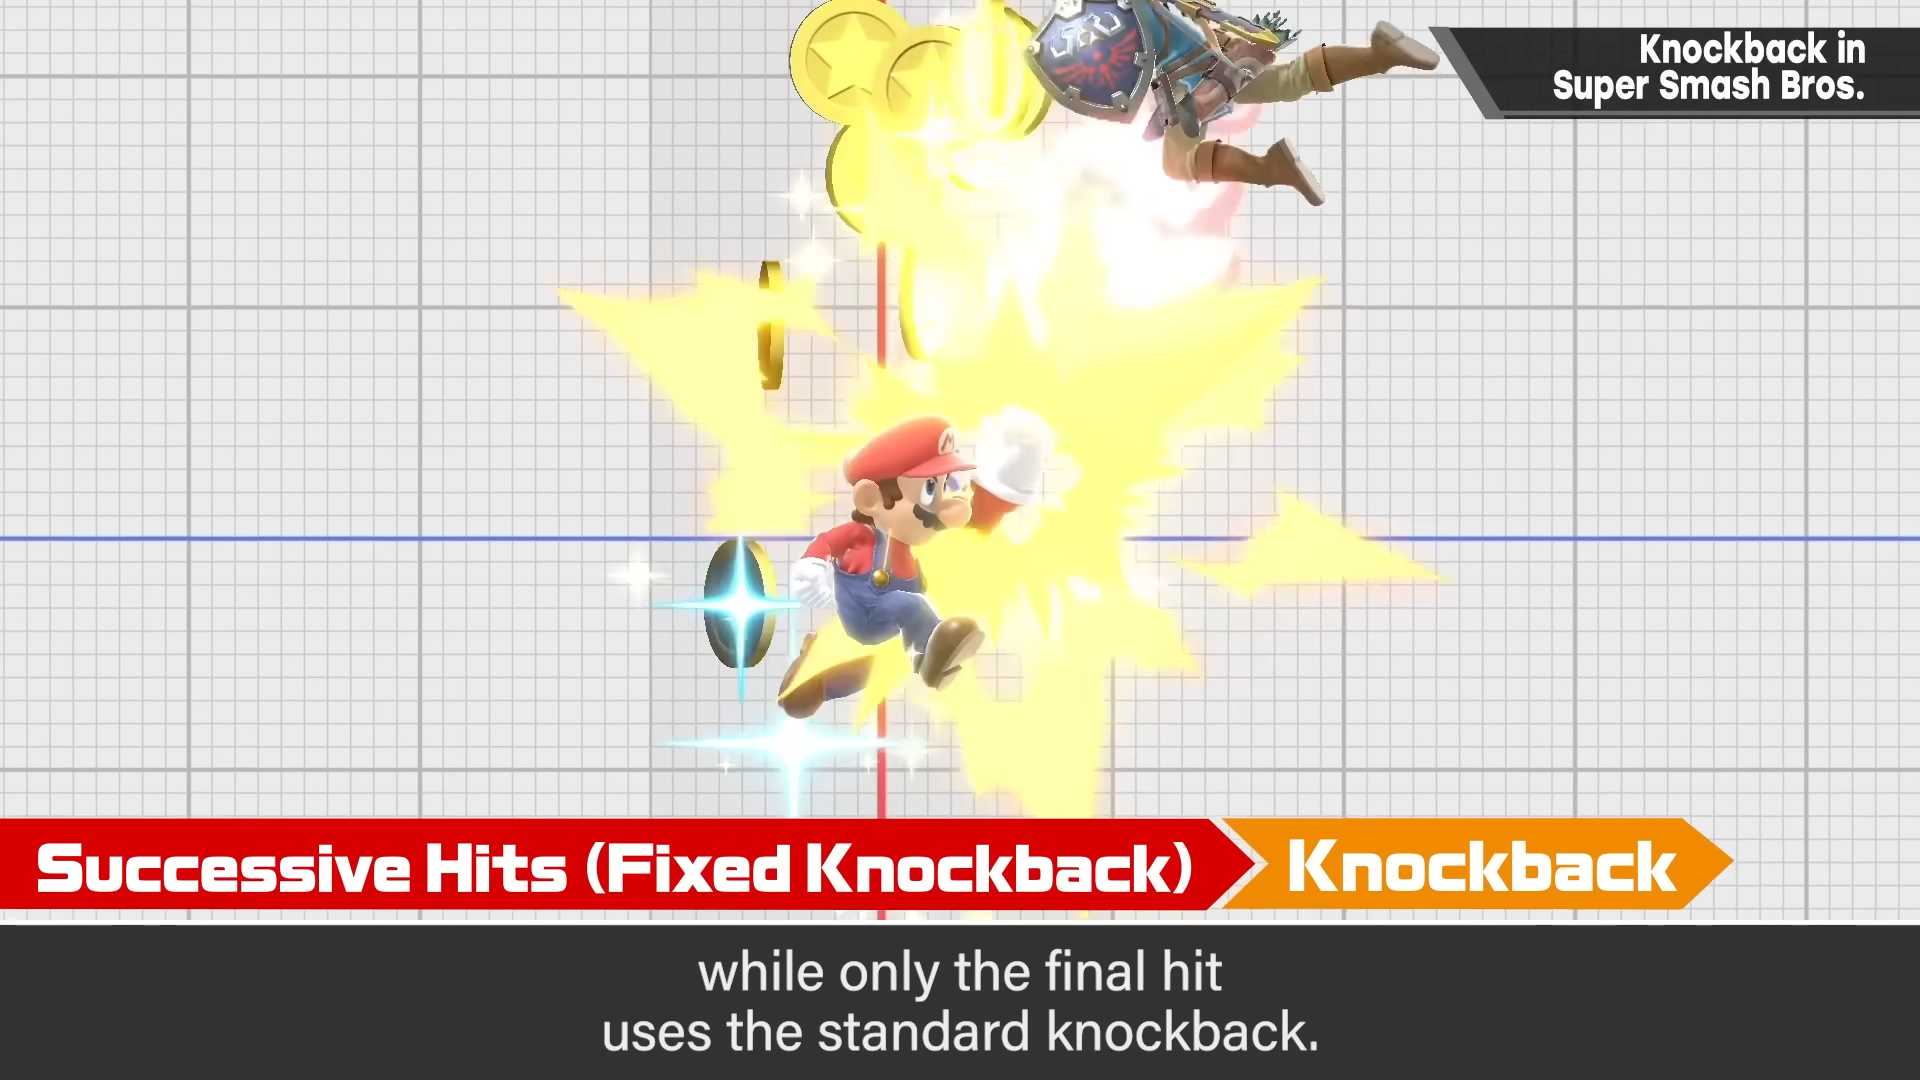 Knockback in
Super Smash Bros.
M
Successive Hits (Fixed Knockback)
Knockback
while only the final hit
uses the standard knockback.